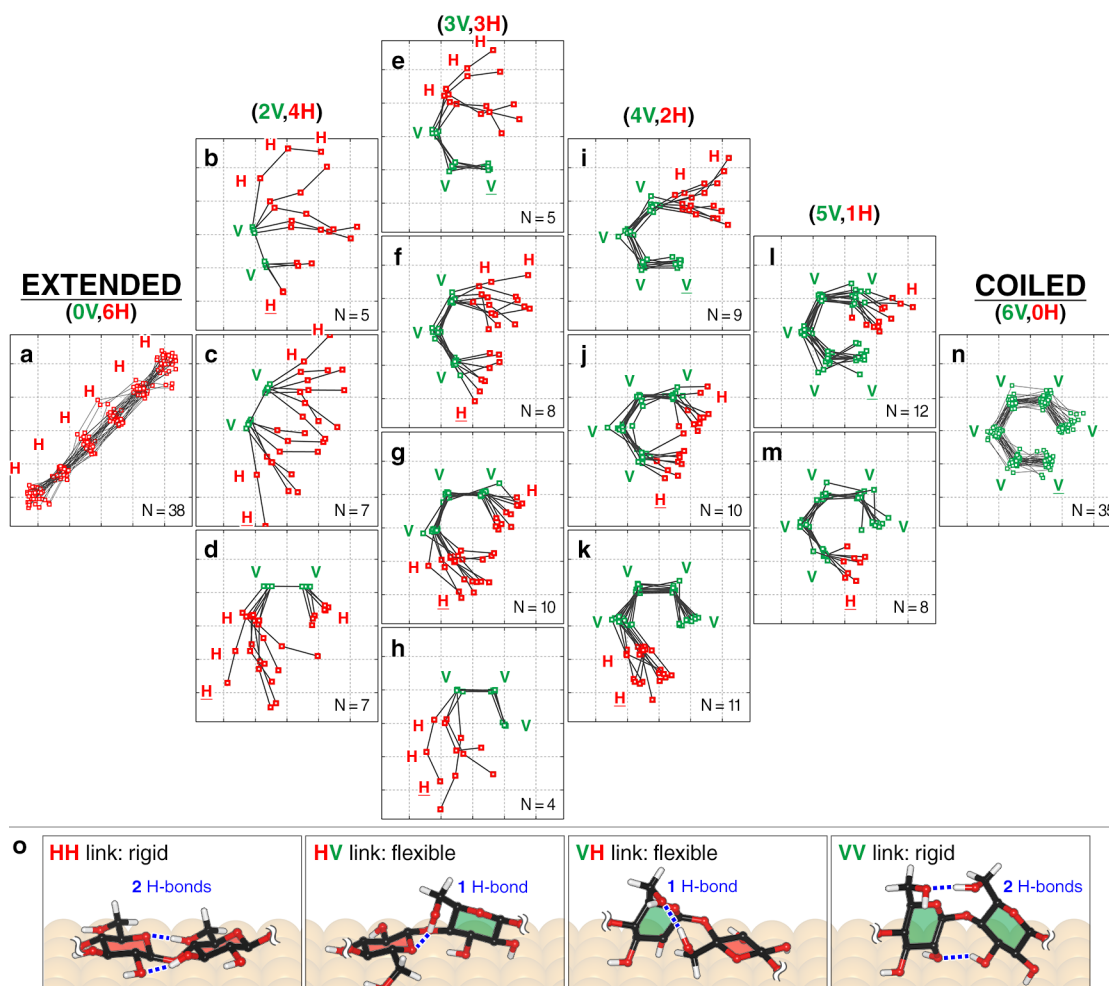 (3V,3H)
e
H
H
H
V
V
V
N = 5
(2V,4H)
b
H
H
H
V
V
H
N = 5
(4V,2H)
i
H
H
V
V
V
V
N = 9
(5V,1H)
l
V
V
H
V
V
V
N = 12
f
H
H
V
V
V
H
N = 8
EXTENDED
(0V,6H)
a
H
H
H
H
H
H
N = 38
COILED
(6V,0H)
n
V
V
V
V
V
V
N = 35
c
H
H
V
V
H
H
N = 7
j
V
V
H
V
V
H
N = 10
g
V
V
H
V
H
H
N = 10
m
V
V
V
V
V
H
N = 8
d
V
V
H
H
H
H
N = 7
k
V
V
V
V
H
H
N = 11
h
V
V
H
V
H
H
N = 4
o
HH link: rigid
2 H-bonds
HV link: flexible
1 H-bond
VH link: flexible
1 H-bond
VV link: rigid
2 H-bonds